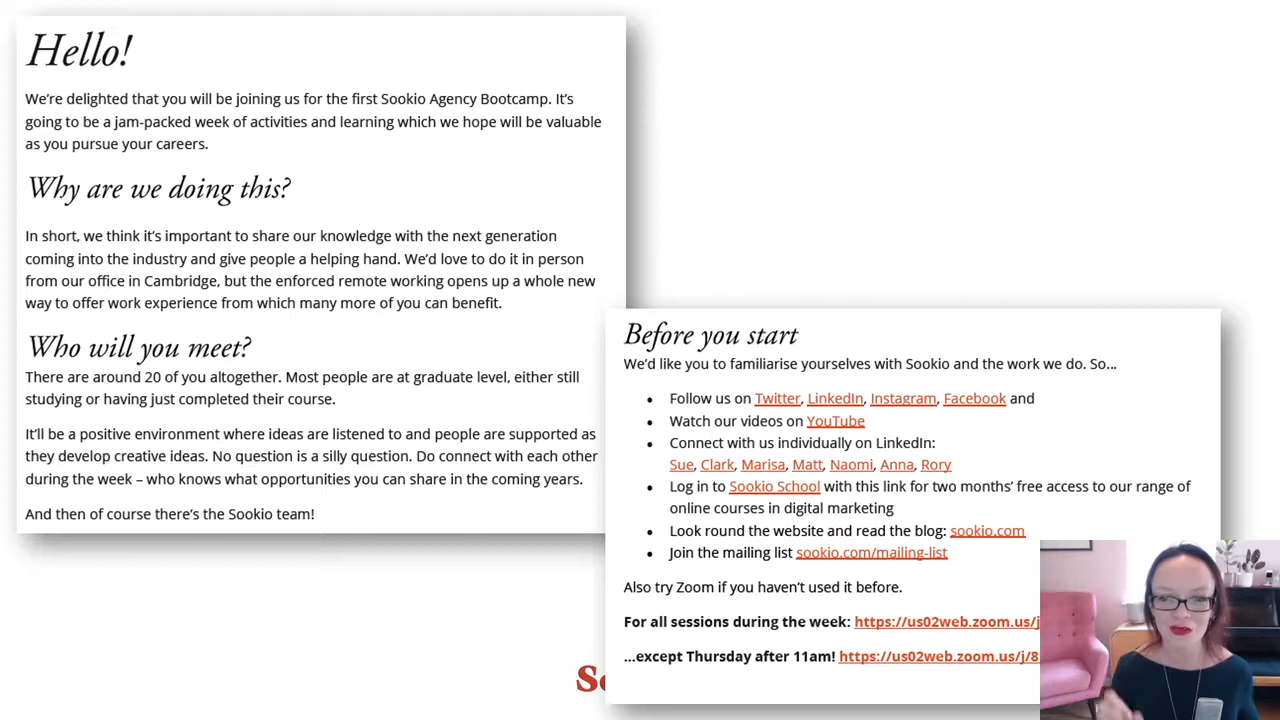 Hello!
We're delighted that you will be joining us for the first Sookio Agency Bootcamp. It's
going to be a jam-packed week of activities and learning which we hope will be valuable
as you pursue your careers.
Why are we doing this?
In short, we think it's important to share our knowledge with the next generation
coming into the industry and give people a helping hand. We'd love to do it in person
from our office in Cambridge, but the enforced remote working opens up a whole new
way to offer work experience from which many more of you can benefit.
Who will you meet?
There are around 20 of you altogether. Most people are at graduate level, either still
studying or having just completed their course.
It'll be a positive environment where ideas are listened to and people are supported as
they develop creative ideas. No question is a silly question. Do connect with each other
during the week – who knows what opportunities you can share in the coming years.
And then of course there's the Sookio team!
Before you start
We'd like you to familiarise yourselves with Sookio and the work we do. So...
• Follow us on Twitter, LinkedIn, Instagram, Facebook and
• Watch our videos on YouTube
• Connect with us individually on LinkedIn:
Sue, Clark, Marisa, Matt, Naomi, Anna, Rory
• Log in to Sookio School with this link for two months' free access to our range of
online courses in digital marketing
• Look round the website and read the blog: sookio.com
• Join the mailing list sookio.com/mailing-list
Also try Zoom if you haven't used it before.
For all sessions during the week: https://us02web.zoom.us/j
...except Thursday after 11am! https://us02web.zoom.us/j/8